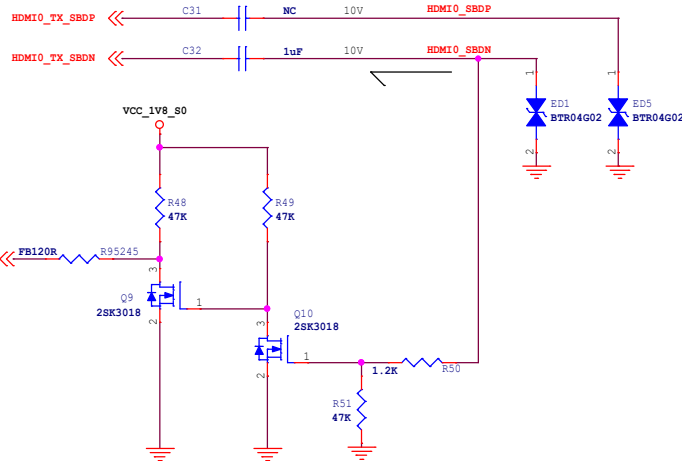 C31 NC 10V HDMI0_SBDP
HDMI0_TX_SBDP
C32 1uF 10V HDMI0_SBDN
HDMI0_TX_SBDN
1 1
ED1 ED5
BTR04G02 BTR04G02
2 2
VCC_1V8_S0
R48 R49
47K 47K
FB120R R95245
3
Q9 1
2SK3018
2
Q10
3 2SK3018
1
2
1.2K R50
R51
47K